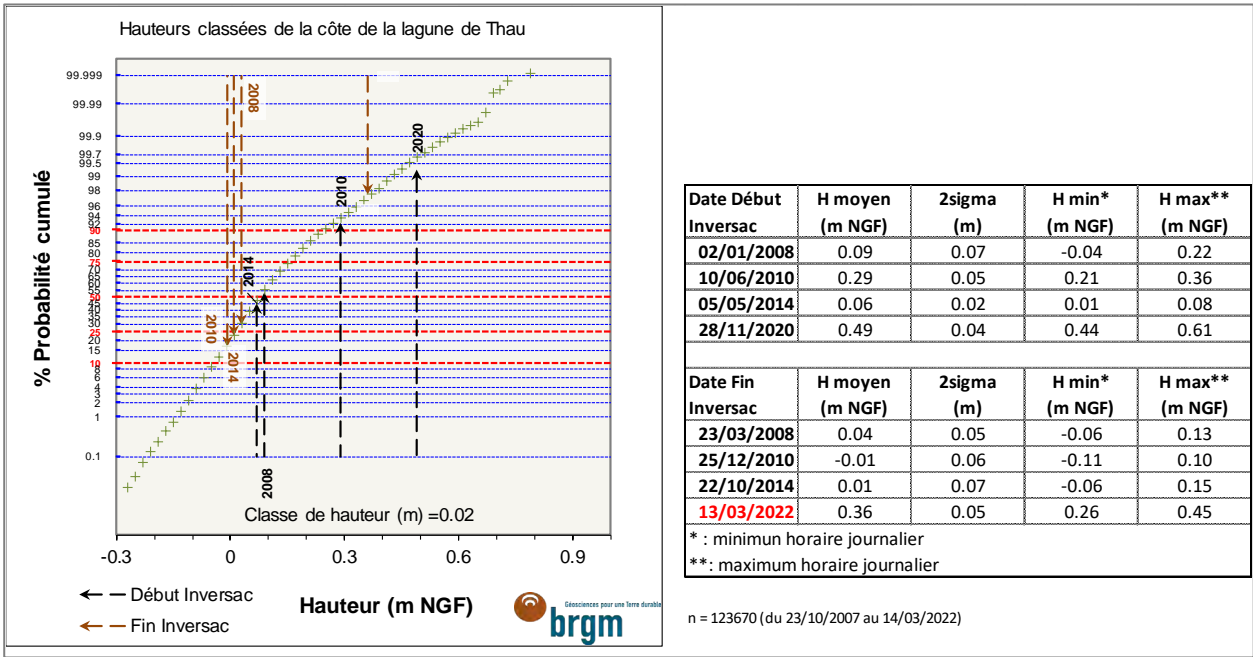 Hauteurs classées de la côte de la lagune de Thau
% Probabilité cumulé
99.999
99.99
99.9
99.7
99.5
99
98
96
94
92
90
85
80
75
70
65
60
55
50
45
40
35
30
25
20
15
10
8
6
4
3
2
1
0.1
2008
2010
2014
2014
2008
2010
2020
Classe de hauteur (m) =0.02
-0.3 0 0.3 0.6 0.9
Hauteur (m NGF)
Début Inversac
Fin Inversac
Géosciences pour une Terre durable
brgm
Date Début Inversac H moyen (m NGF) 2sigma (m) H min* (m NGF) H max** (m NGF)
02/01/2008 0.09 0.07 -0.04 0.22
10/06/2010 0.29 0.05 0.21 0.36
05/05/2014 0.06 0.02 0.01 0.08
28/11/2020 0.49 0.04 0.44 0.61
Date Fin Inversac H moyen (m NGF) 2sigma (m) H min* (m NGF) H max** (m NGF)
23/03/2008 0.04 0.05 -0.06 0.13
25/12/2010 -0.01 0.06 -0.11 0.10
22/10/2014 0.01 0.07 -0.06 0.15
13/03/2022 0.36 0.05 0.26 0.45
* : minimun horaire journalier
**: maximum horaire journalier
n = 123670 (du 23/10/2007 au 14/03/2022)